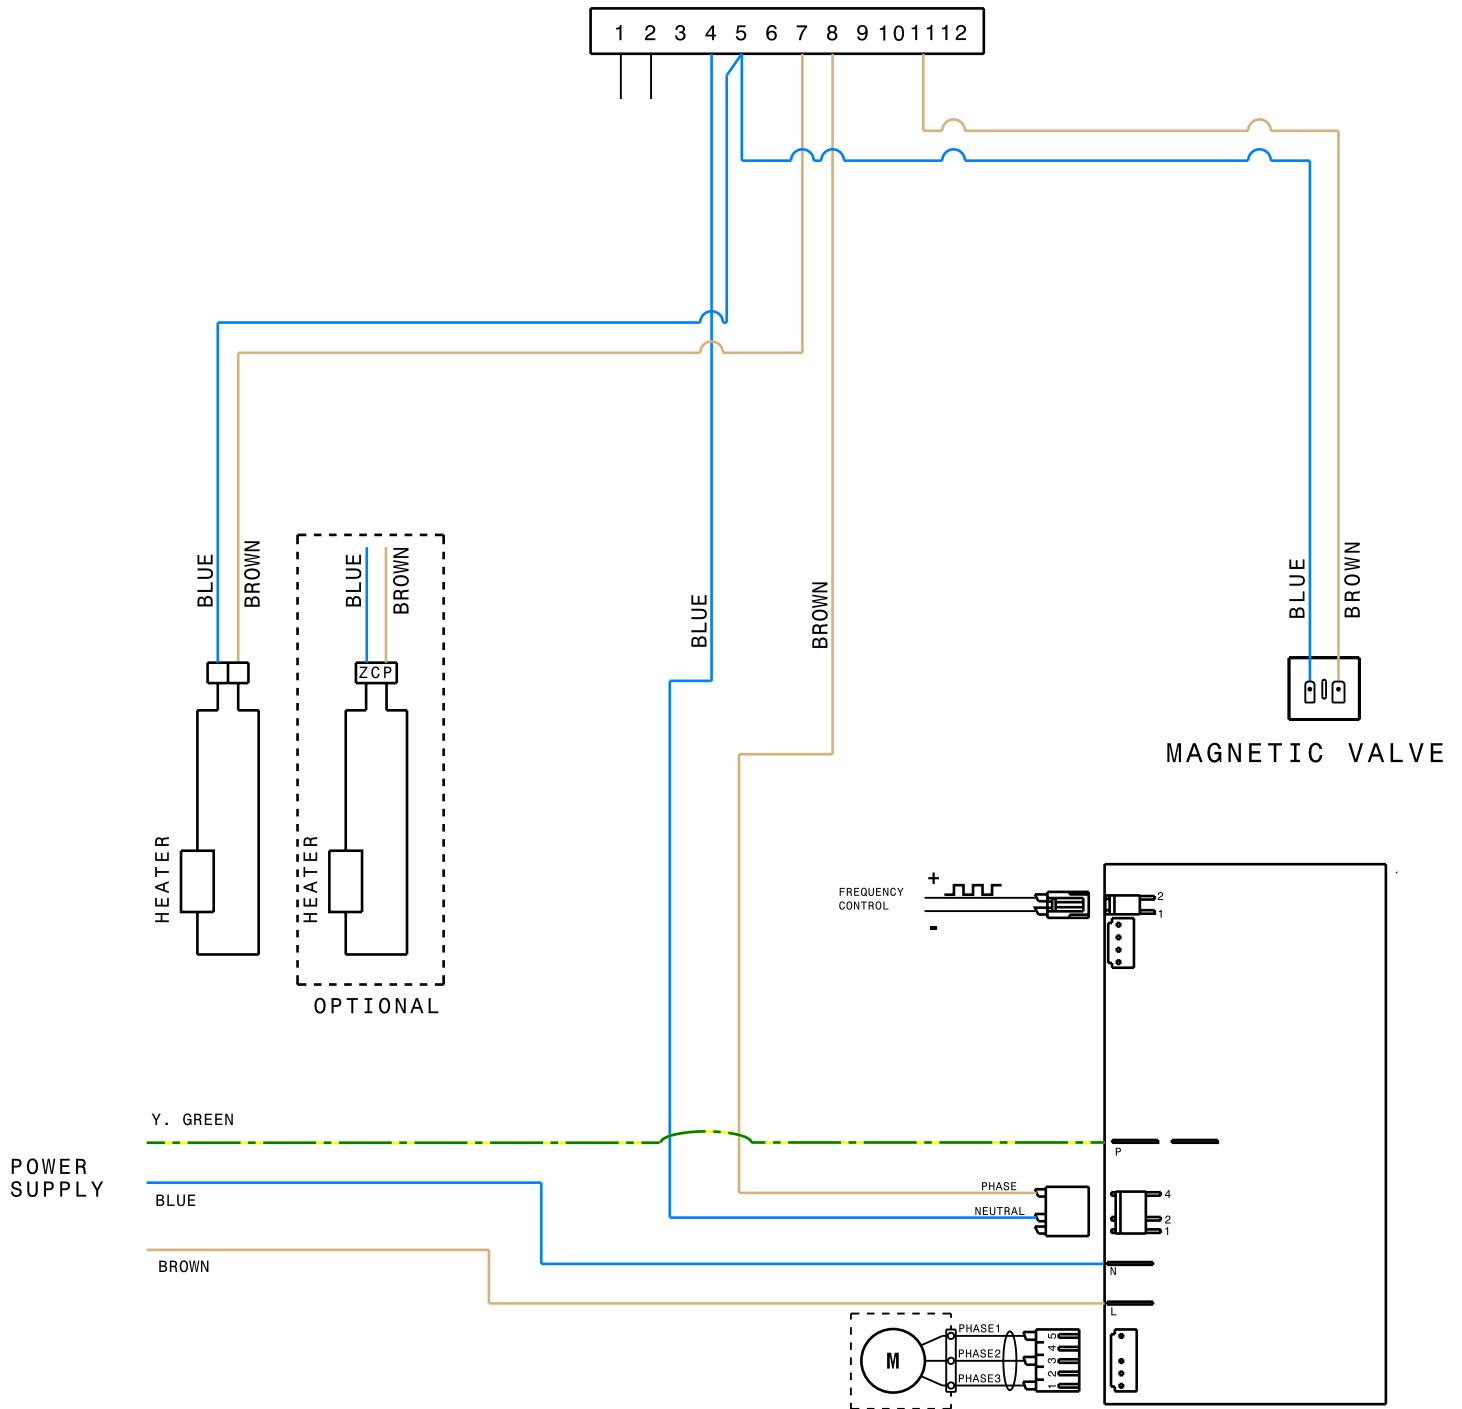 1 2 3 4 5 6 7 8 9 10 11 12
BLUE
BROWN
BLUE
BROWN
BLUE
BROWN
BLUE
BROWN
ZCP
MAGNETIC VALVE
HEATER
HEATER
OPTIONAL
+
FREQUENCY
CONTROL
-
2
1
Y. GREEN
POWER
SUPPLY
BLUE
BROWN
P
PHASE
NEUTRAL
4
2
1
N
L
M
PHASE1
PHASE2
PHASE3
5
4
3
2
1